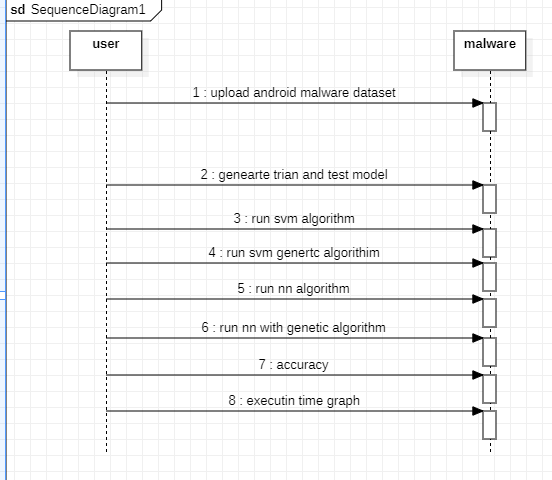 sd SequenceDiagram1
user
malware
1 : upload android malware dataset
2 : genearte trian and test model
3 : run svm algorithm
4 : run svm genertc algorithim
5 : run nn algorithm
6 : run nn with genetic algorithm
7 : accuracy
8 : executin time graph